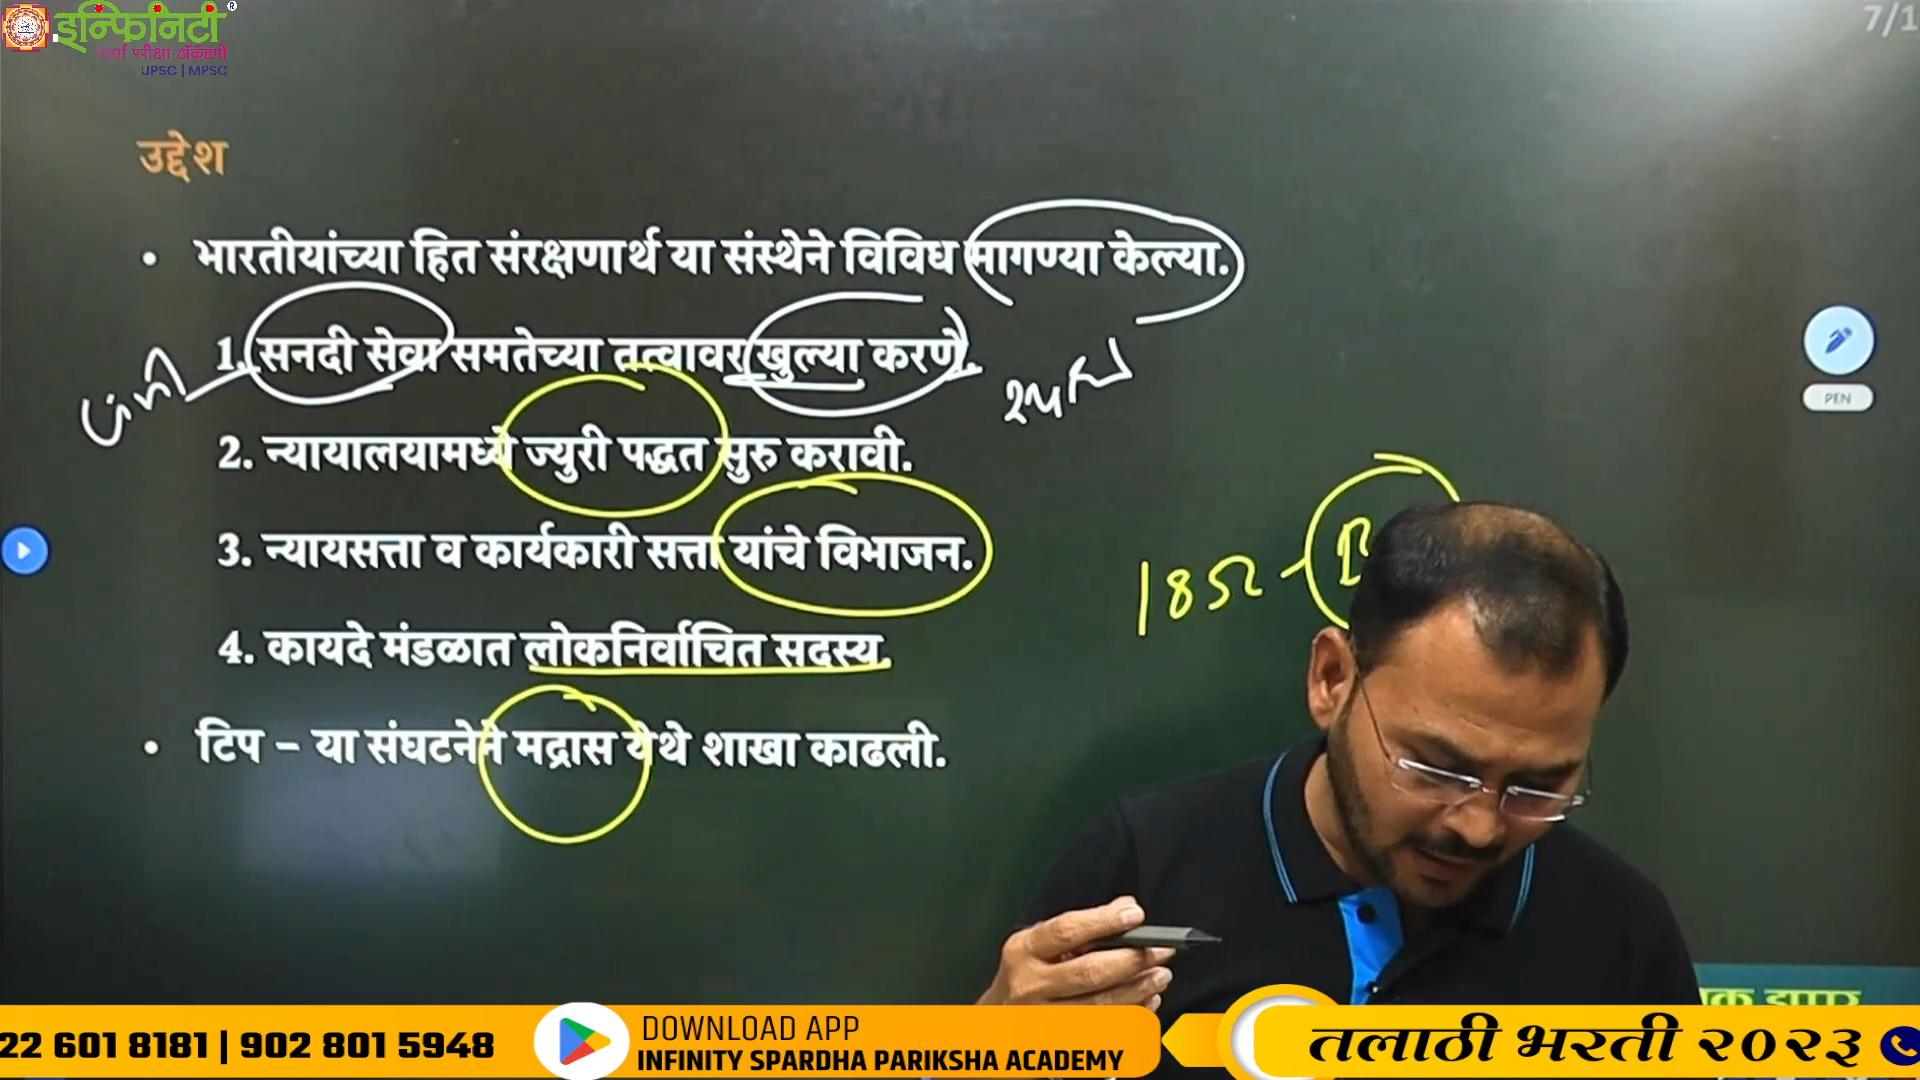 इन्फिनिटी ®
स्पर्धा परीक्षा ॲकॅडमी
UPSC | MPSC
7/1
उद्देश
• भारतीयांच्या हित संरक्षणार्थ या संस्थेने विविध मागण्या केल्या.
1. सनदी सेवा समतेच्या तत्वावर खुल्या करणे.
2. न्यायालयामध्ये ज्युरी पद्धत सुरु करावी.
PEN
3. न्यायसत्ता व कार्यकारी सत्ता यांचे विभाजन.
1852 - B
4. कायदे मंडळात लोकनिर्वाचित सदस्य.
• टिप – या संघटनेने मद्रास येथे शाखा काढली.
22 601 8181 | 902 801 5948
DOWNLOAD APP
INFINITY SPARDHA PARIKSHA ACADEMY
तलाठी भरती २०२३